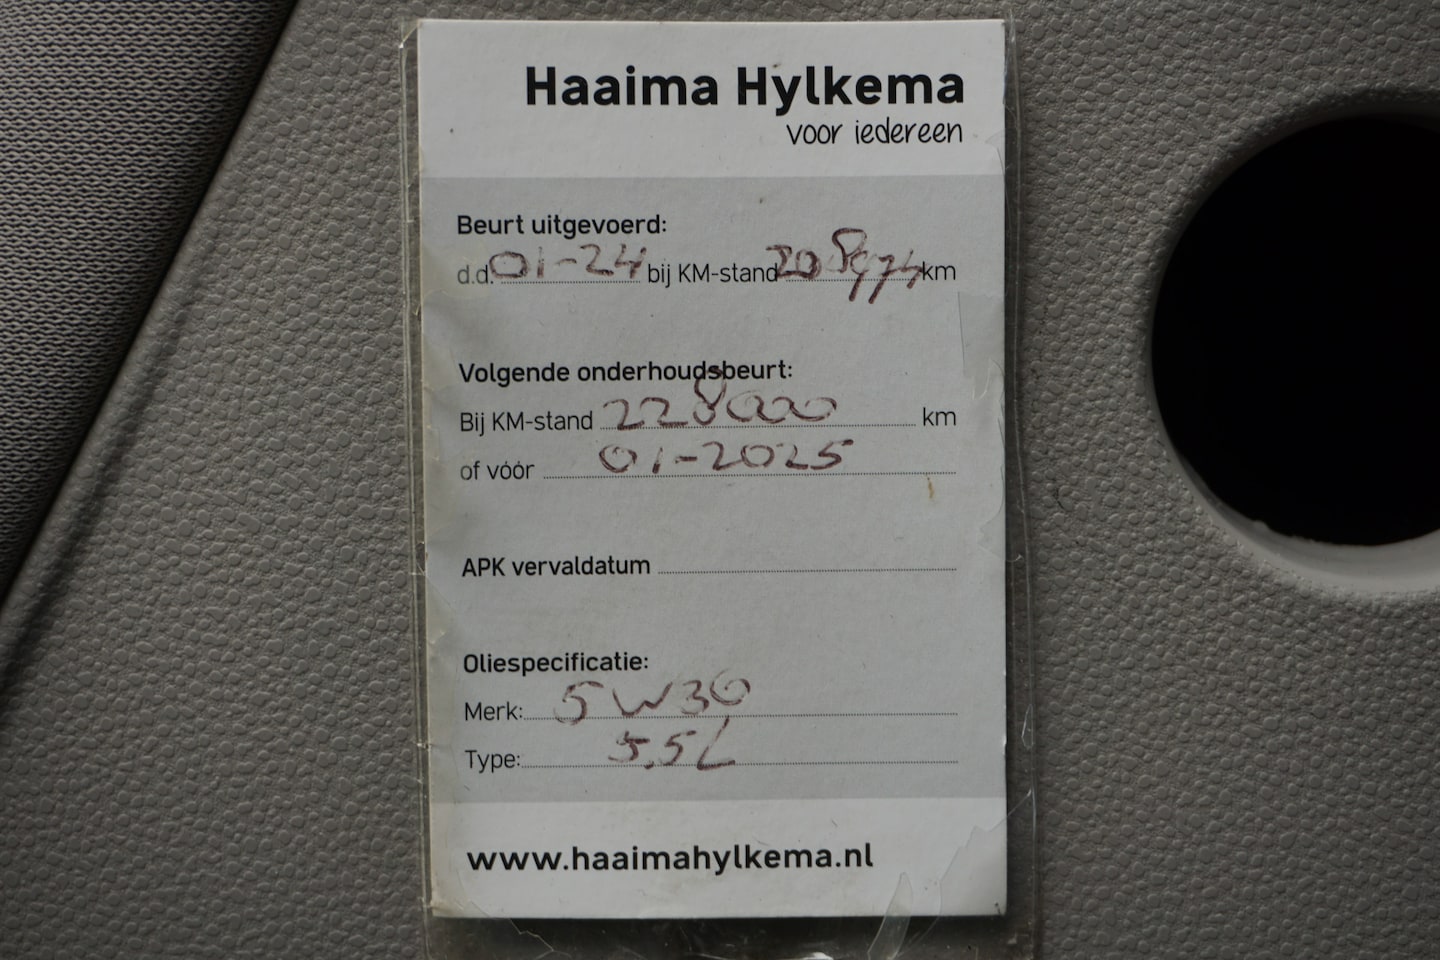 Haaima Hylkema
voor iedereen
Beurt uitgevoerd:
d.d. 01-24 bij KM-stand 208974 km
Volgende onderhoudsbeurt:
Bij KM-stand 228000 km
of vóór 01-2025
APK vervaldatum
Oliespecificatie:
Merk: 5W30
Type: 5.5L
www.haaimahylkema.nl